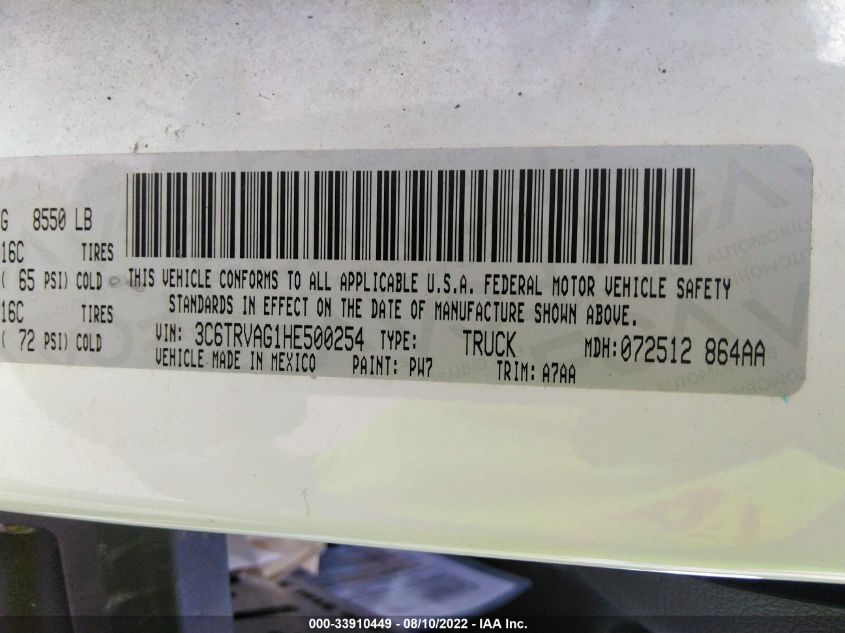 G 8550 LB
16C TIRES
( 65 PSI) COLD
16C TIRES
( 72 PSI) COLD
THIS VEHICLE CONFORMS TO ALL APPLICABLE U.S.A. FEDERAL MOTOR VEHICLE SAFETY
STANDARDS IN EFFECT ON THE DATE OF MANUFACTURE SHOWN ABOVE.
VIN: 3C6TRVAG1HE500254 TYPE: TRUCK MDH:072512 864AA
VEHICLE MADE IN MEXICO PAINT: PW7 TRIM: A7AA
000-33910449 - 08/10/2022 - IAA Inc.